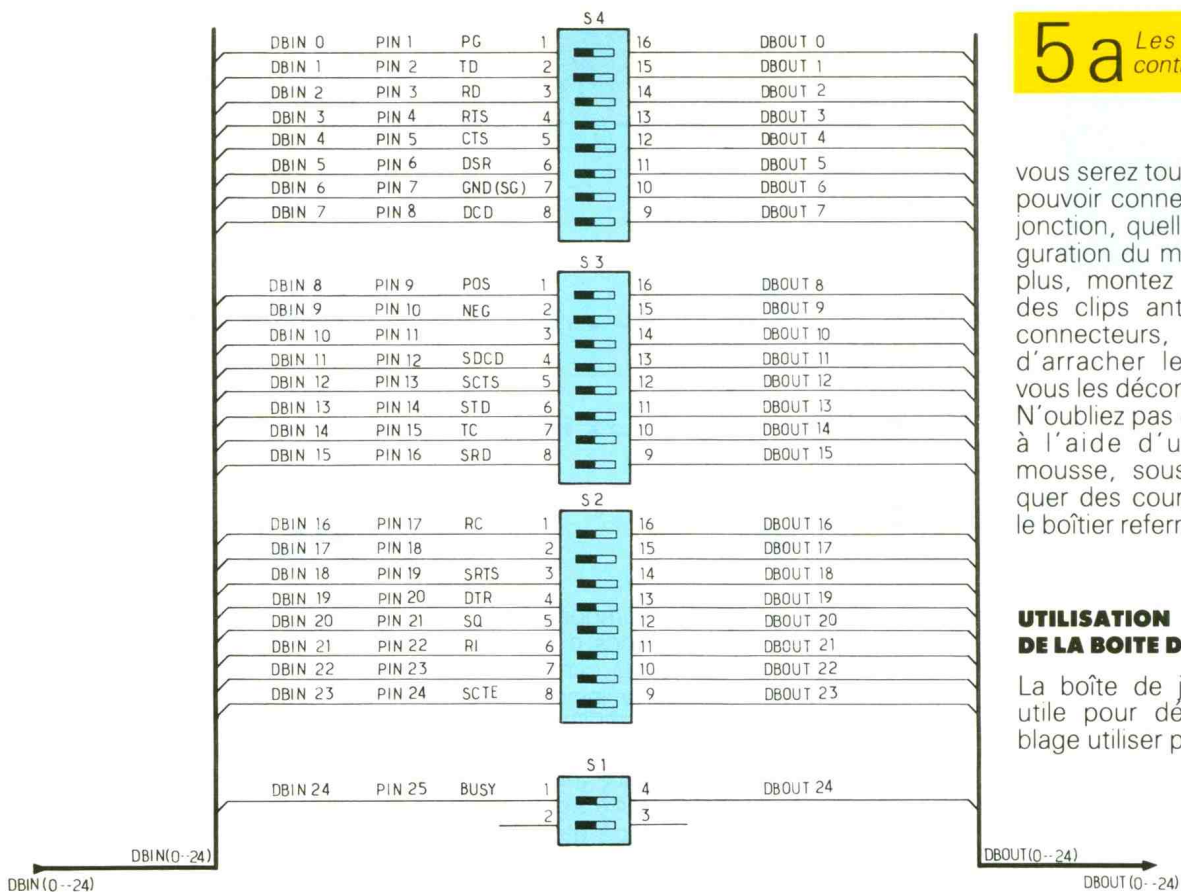 S 4
DBIN 0 PIN 1 PG 1 16 DBOUT 0
DBIN 1 PIN 2 TD 2 15 DBOUT 1
DBIN 2 PIN 3 RD 3 14 DBOUT 2
DBIN 3 PIN 4 RTS 4 13 DBOUT 3
DBIN 4 PIN 5 CTS 5 12 DBOUT 4
DBIN 5 PIN 6 DSR 6 11 DBOUT 5
DBIN 6 PIN 7 GND (SG) 7 10 DBOUT 6
DBIN 7 PIN 8 DCD 8 9 DBOUT 7
S 3
DBIN 8 PIN 9 POS 1 16 DBOUT 8
DBIN 9 PIN 10 NEG 2 15 DBOUT 9
DBIN 10 PIN 11 3 14 DBOUT 10
DBIN 11 PIN 12 SDCD 4 13 DBOUT 11
DBIN 12 PIN 13 SCTS 5 12 DBOUT 12
DBIN 13 PIN 14 STD 6 11 DBOUT 13
DBIN 14 PIN 15 TC 7 10 DBOUT 14
DBIN 15 PIN 16 SRD 8 9 DBOUT 15
S 2
DBIN 16 PIN 17 RC 1 16 DBOUT 16
DBIN 17 PIN 18 2 15 DBOUT 17
DBIN 18 PIN 19 SRTS 3 14 DBOUT 18
DBIN 19 PIN 20 DTR 4 13 DBOUT 19
DBIN 20 PIN 21 SQ 5 12 DBOUT 20
DBIN 21 PIN 22 RI 6 11 DBOUT 21
DBIN 22 PIN 23 7 10 DBOUT 22
DBIN 23 PIN 24 SCTE 8 9 DBOUT 23
S 1
DBIN 24 PIN 25 BUSY 1 4 DBOUT 24
2 3
DBIN(0--24) DBOUT(0--24)
DBIN(0--24) DBOUT(0--24)
5a Les
cont
vous serez tou
pouvoir conne
jonction, quell
guration du m
plus, montez
des clips ant
connecteurs,
d'arracher le
vous les décor
N'oubliez pas
à l'aide d'u
mousse, sous
quer des cour
le boîtier referr
UTILISATION
DE LA BOITE D
La boîte de j
utile pour dé
blage utiliser p